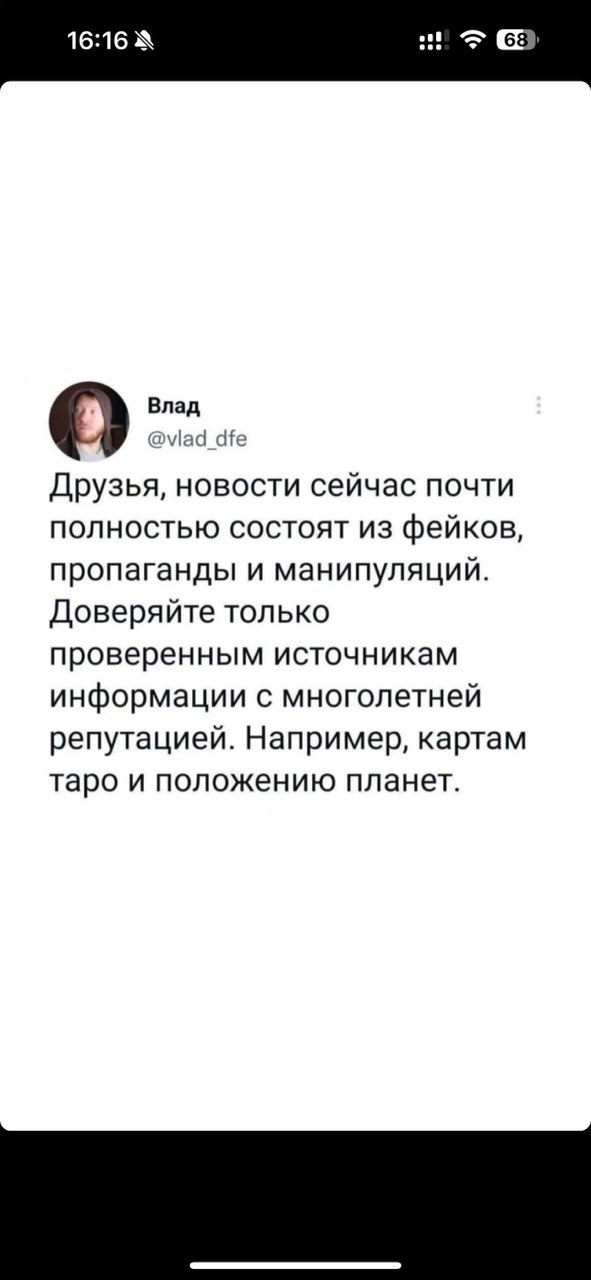 16:16
68
Влад
@vlad_dfe
Друзья, новости сейчас почти
полностью состоят из фейков,
пропаганды и манипуляций.
Доверяйте только
проверенным источникам
информации с многолетней
репутацией. Например, картам
таро и положению планет.